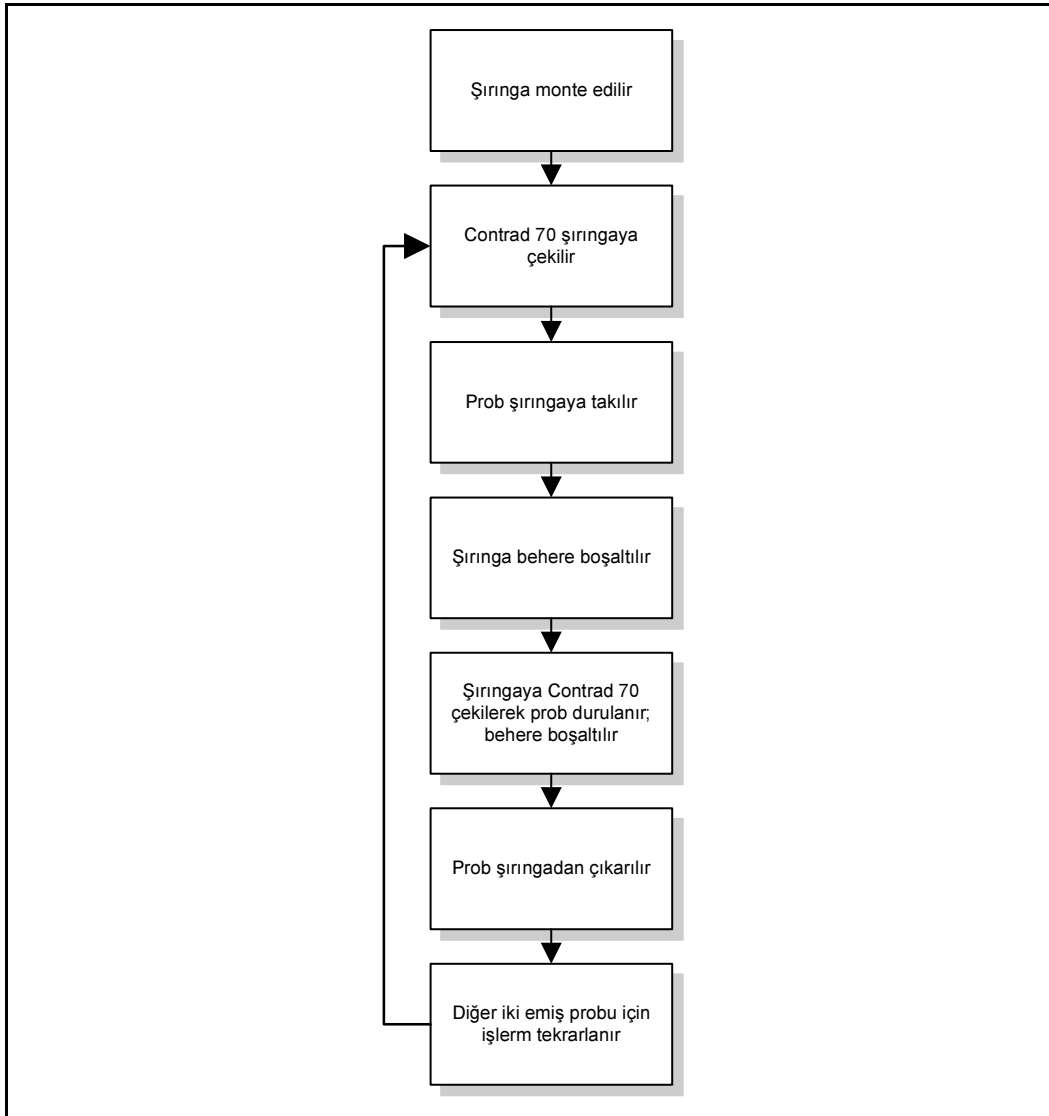 Şırınga monte edilir
Contrad 70 şırıngaya
çekilir
Prob şırıngaya takılır
Şırınga behere boşaltılır
Şırıngaya Contrad 70
çekilerek prob durulanır;
behere boşaltılır
Prob şırıngadan çıkarılır
Diğer iki emiş probu için
işlerm tekrarlanır